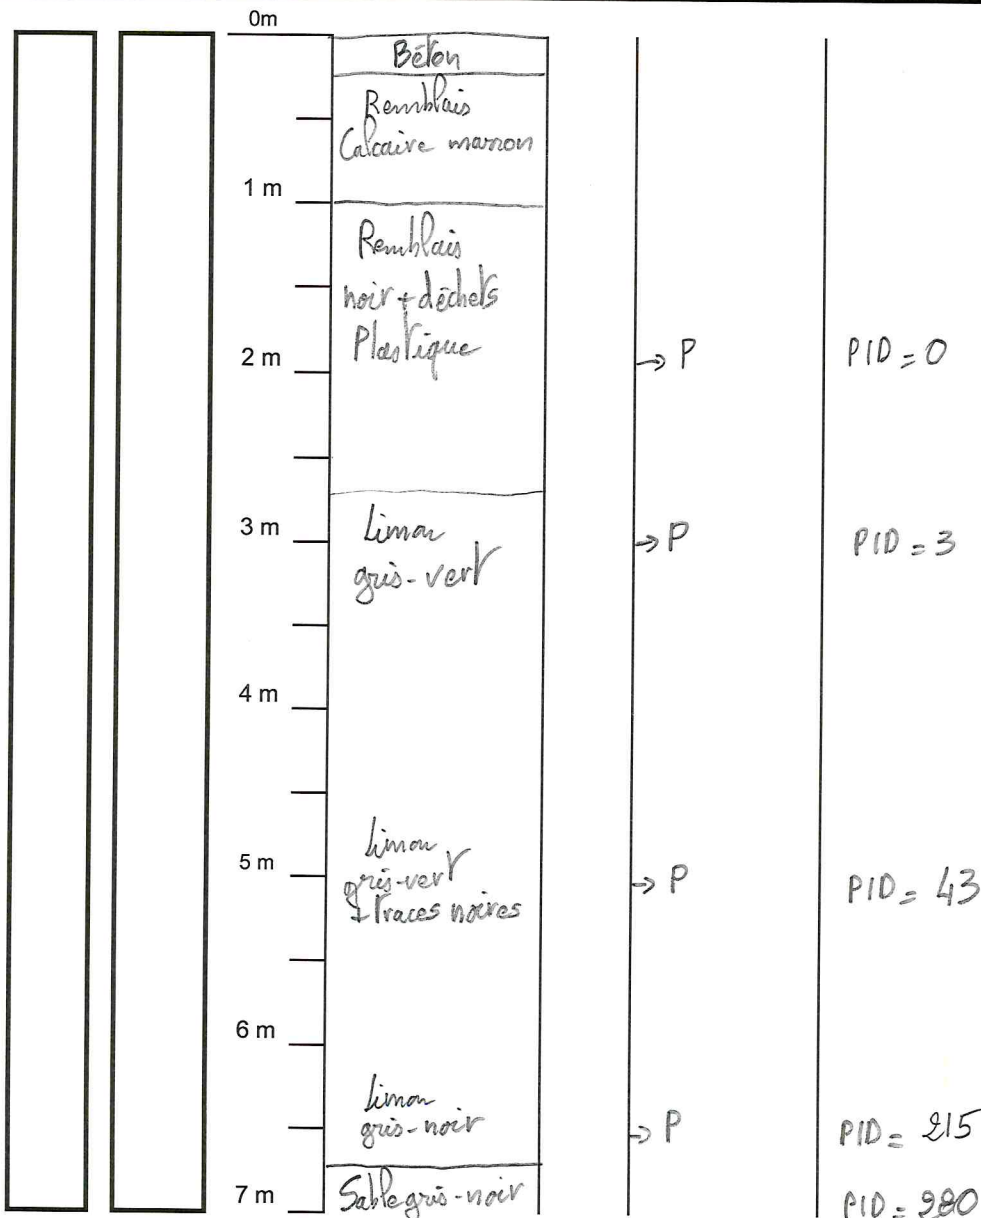 0m
Béton
Remblais
Calcaire marron
1 m
Remblais
noir + déchets
Plastique
2 m
→ P
PID = 0
3 m
Limon
gris-vert
→ P
PID = 3
4 m
5 m
Limon
gris-vert
+ traces noires
→ P
PID = 43
6 m
Limon
gris-noir
→ P
PID = 215
7 m
Sable gris-noir
PID = 280